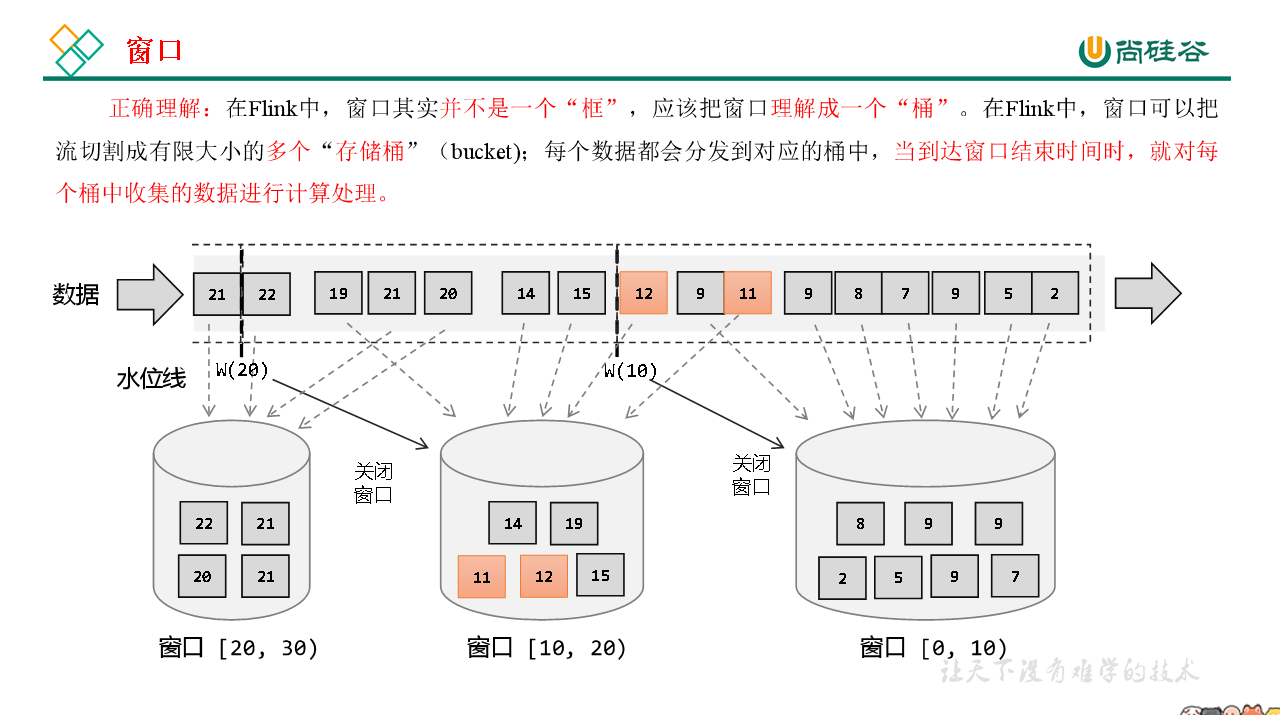 窗口
尚硅谷
正确理解：在Flink中，窗口其实并不是一个“框”，应该把窗口理解成一个“桶”。在Flink中，窗口可以把
流切割成有限大小的多个“存储桶”（bucket)；每个数据都会分发到对应的桶中，当到达窗口结束时间时，就对每
个桶中收集的数据进行计算处理。
数据 21 22 19 21 20 14 15 12 9 11 9 8 7 9 5 2
水位线 W(20) W(10)
关闭
窗口
关闭
窗口
22 21 14 19 8 9 9
20 21 11 12 15 2 5 9 7
窗口 [20, 30) 窗口 [10, 20) 窗口 [0, 10)
让天下没有难学的技术